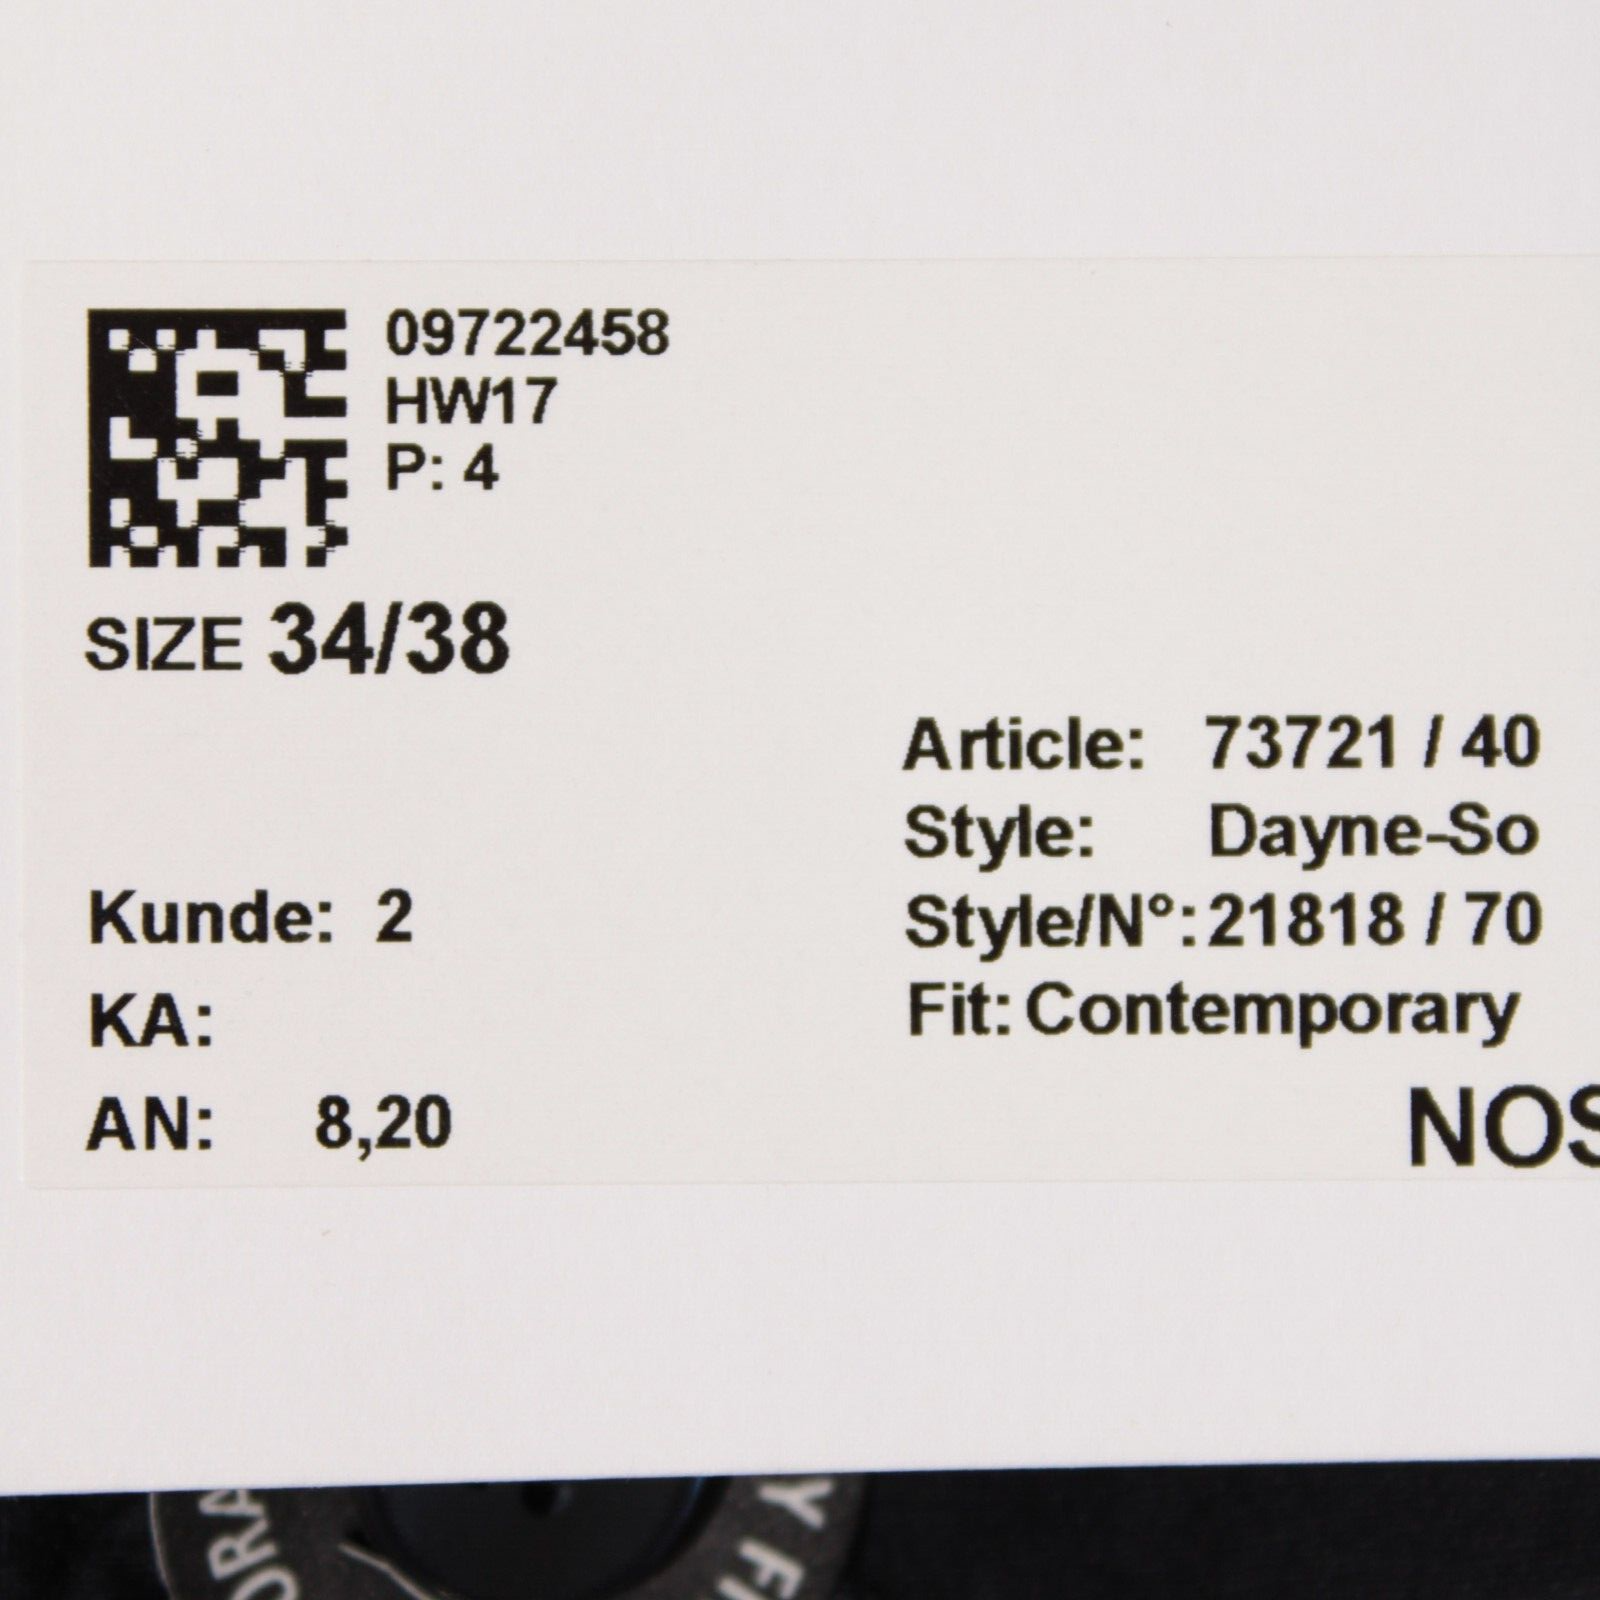 09722458
HW17
P: 4
SIZE 34/38
Article: 73721 / 40
Style: Dayne-So
Style/N°: 21818 / 70
Fit: Contemporary
Kunde: 2
KA:
AN: 8,20
NOS